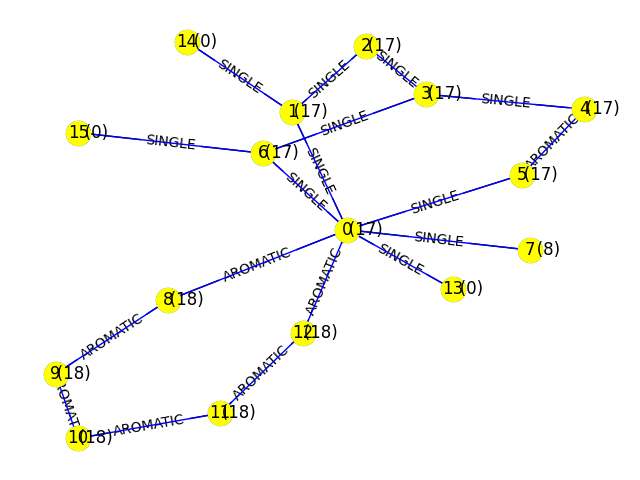 14(0)
2(17)
SINGLE
SINGLE
SINGLE
3(17)
SINGLE
4(17)
1(17)
SINGLE
AROMATIC
15(0)
SINGLE
6(17)
SINGLE
SINGLE
5(17)
SINGLE
0(17)
SINGLE
7(8)
AROMATIC
SINGLE
AROMATIC
13(0)
8(18)
12(18)
AROMATIC
9(18)
AROMATIC
11(18)
AROMATIC
10(18)